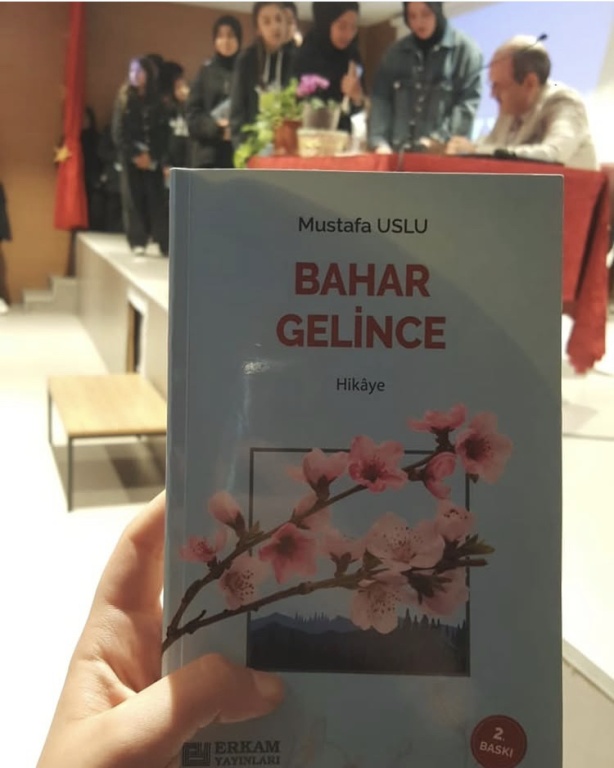 Mustafa USLU
BAHAR
GELİNCE
Hikâye
ERKAM
YAYINLARI
2.
BASKI